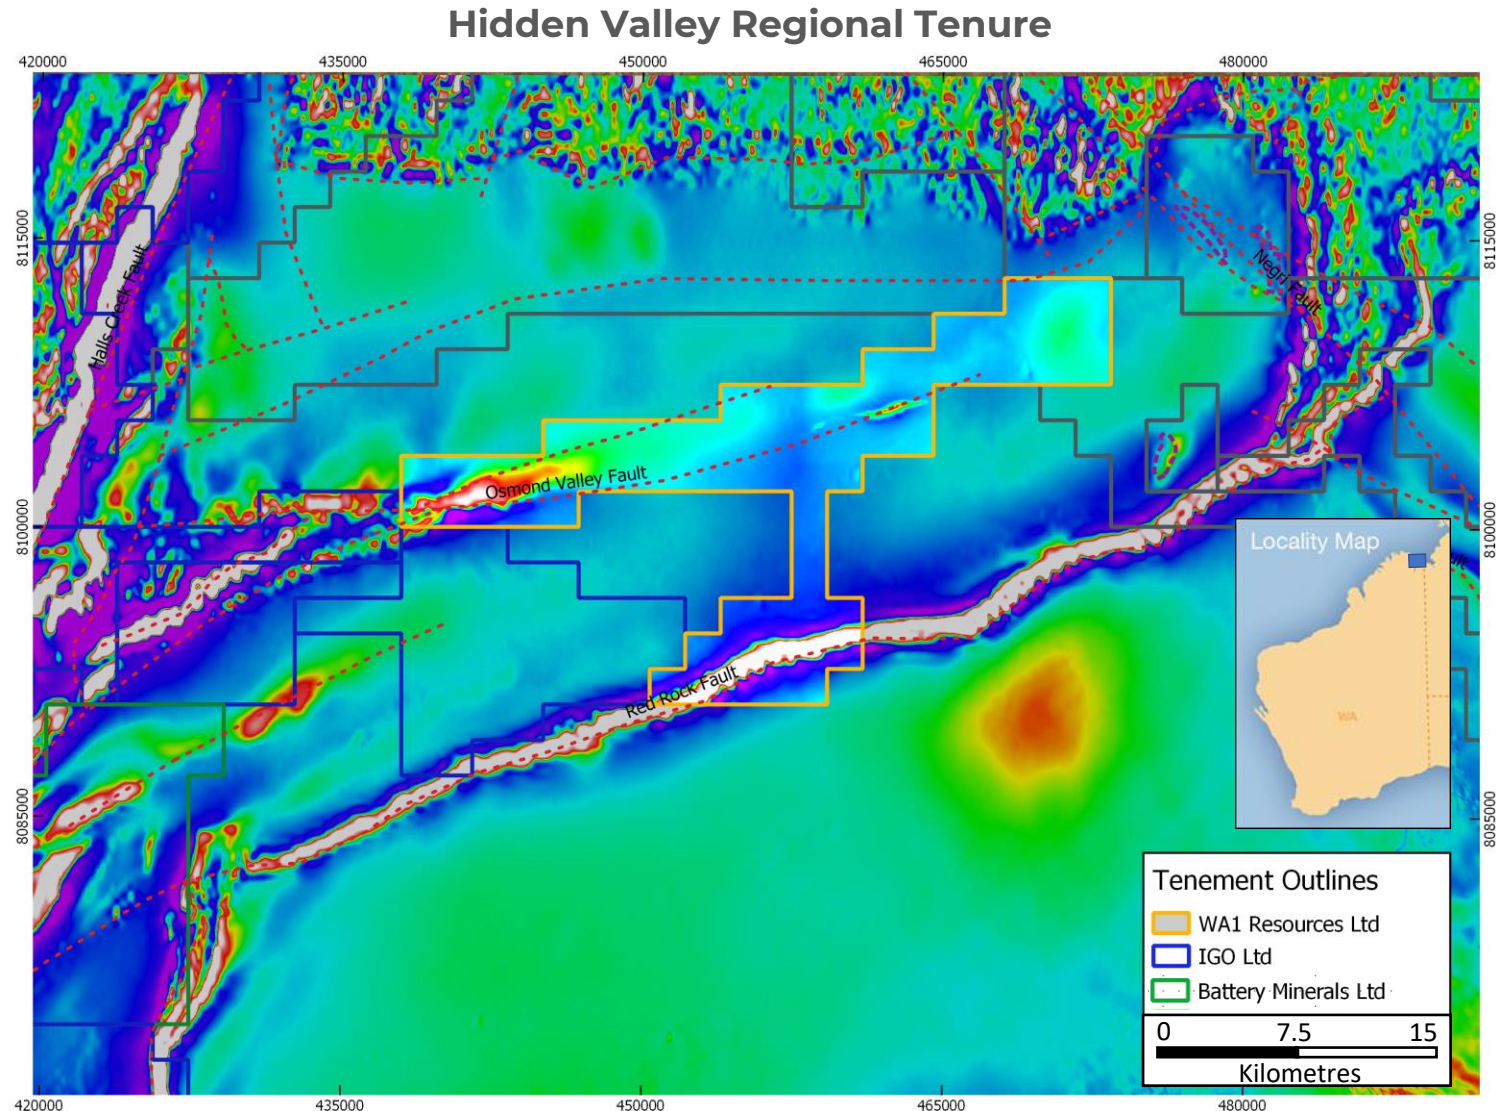 Hidden Valley Regional Tenure
420000 435000 450000 465000 480000
8115000
8115000
Halls Creek Fault
Negri Fault
Osmond Valley Fault
8100000
8100000
Locality Map
WA
Red Rock Fault
8085000
8085000
Tenement Outlines
WA1 Resources Ltd
IGO Ltd
Battery Minerals Ltd
0 7.5 15
Kilometres
420000 435000 450000 465000 480000